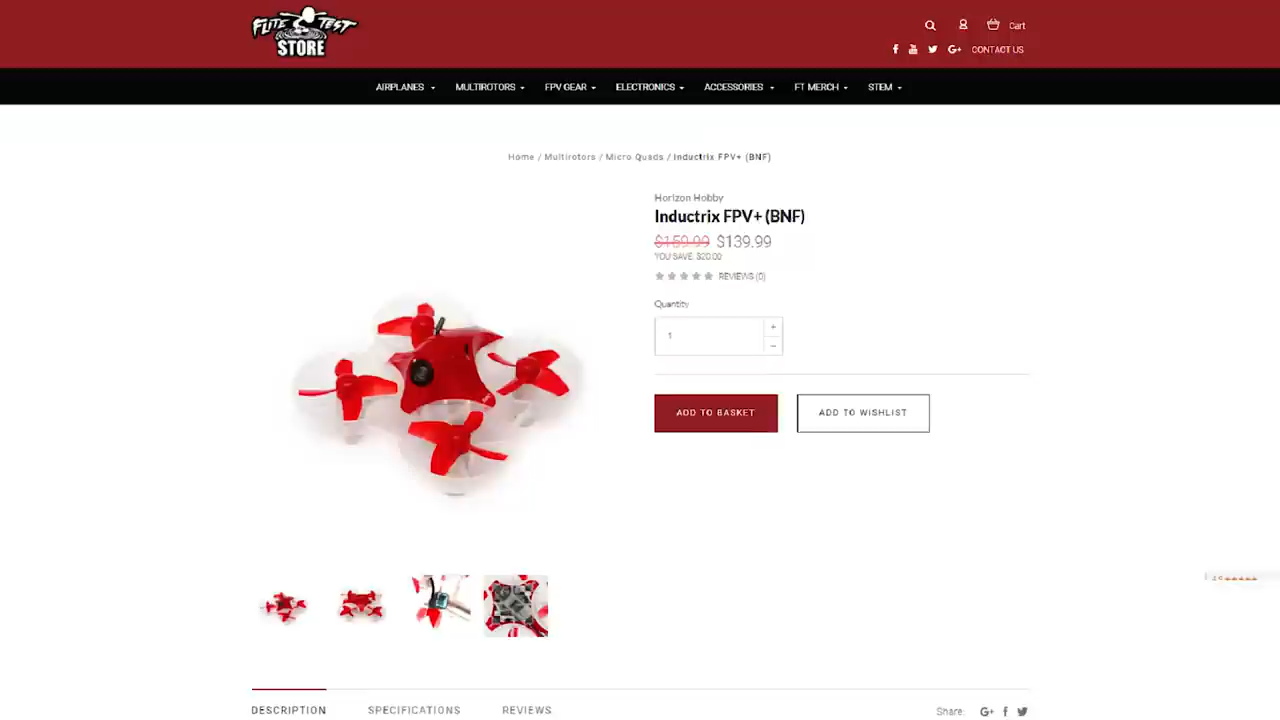 FLITE TEST
STORE
Cart
CONTACT US
AIRPLANES MULTIROTORS FPV GEAR ELECTRONICS ACCESSORIES FT MERCH STEM
Home / Multirotors / Micro Quads / Inductrix FPV+ (BNF)
Horizon Hobby
Inductrix FPV+ (BNF)
$159.99 $139.99
YOU SAVE $20.00
REVIEWS (0)
Quantity
1
ADD TO BASKET ADD TO WISHLIST
DESCRIPTION SPECIFICATIONS REVIEWS Share: